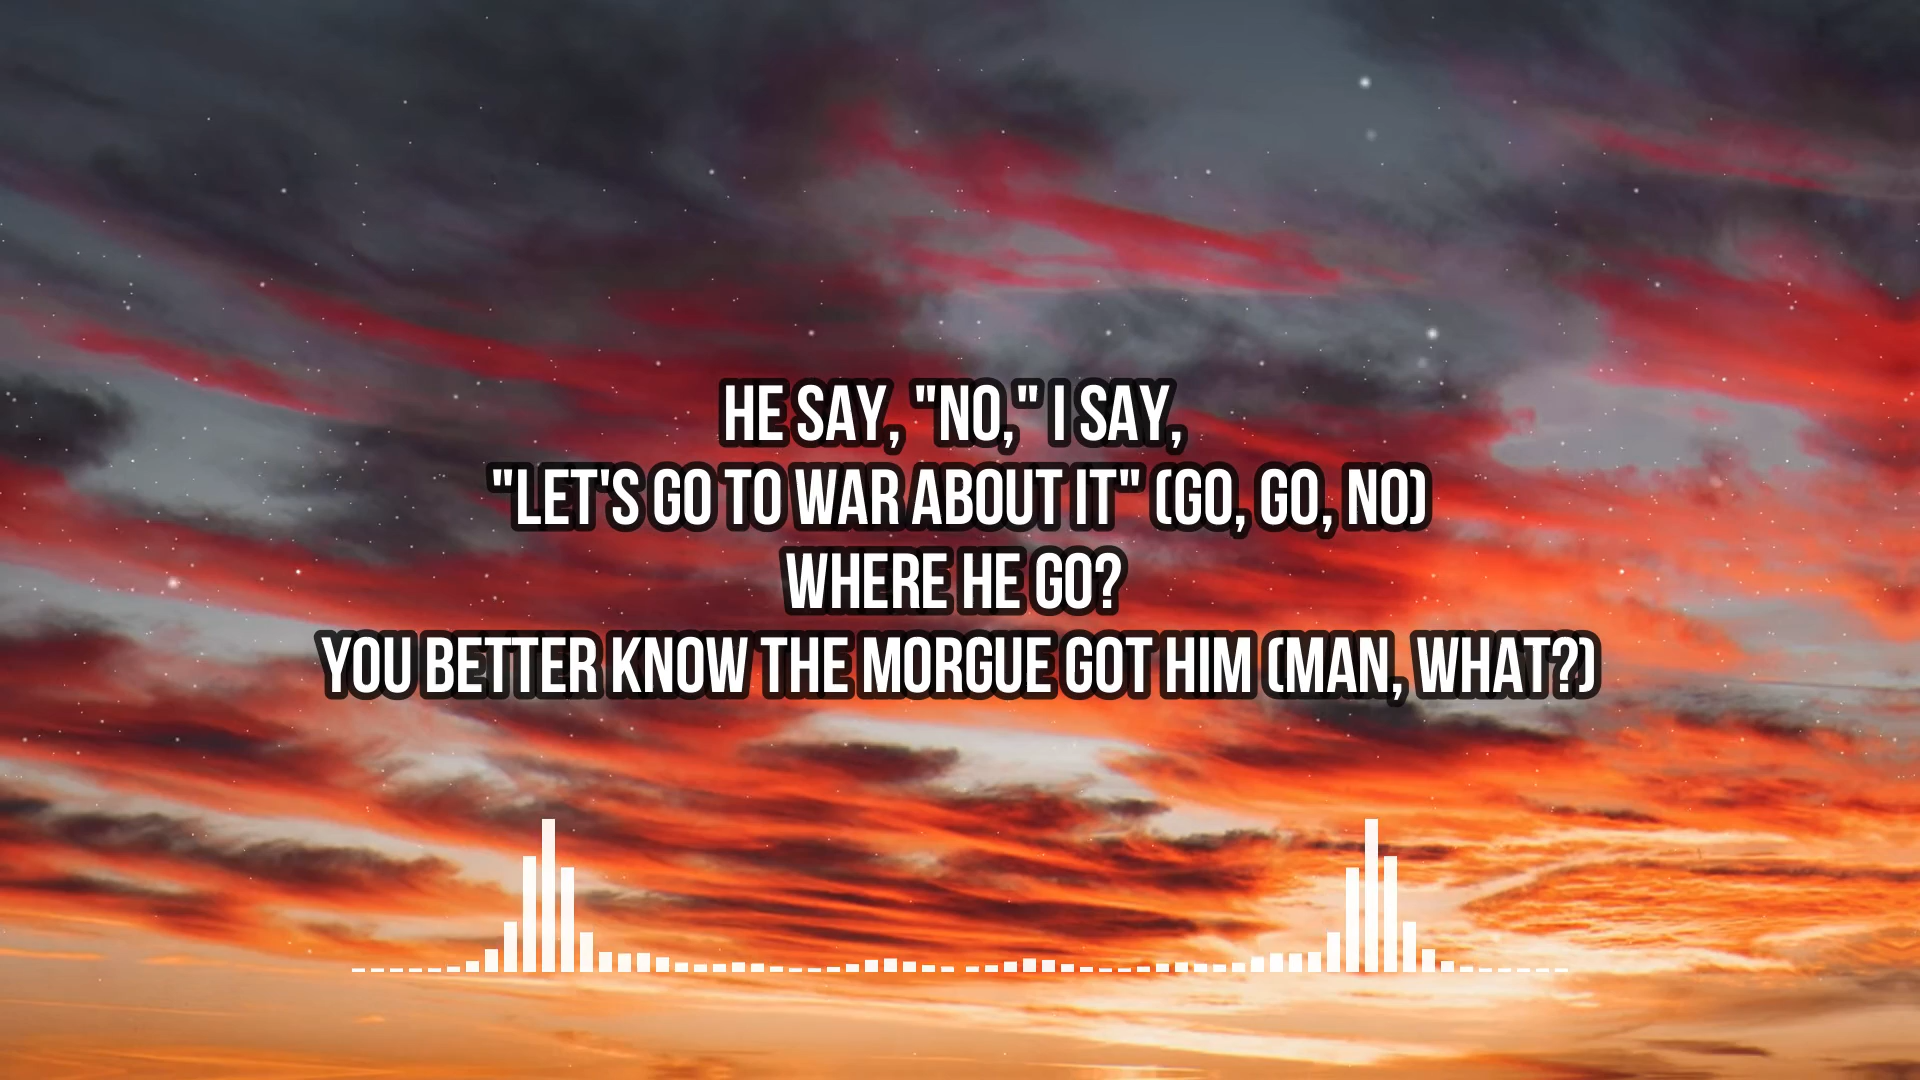 HE SAY, "NO," I SAY,
"LET'S GO TO WAR ABOUT IT" (GO, GO, NO)
WHERE HE GO?
YOU BETTER KNOW THE MORGUE GOT HIM (MAN, WHAT?)